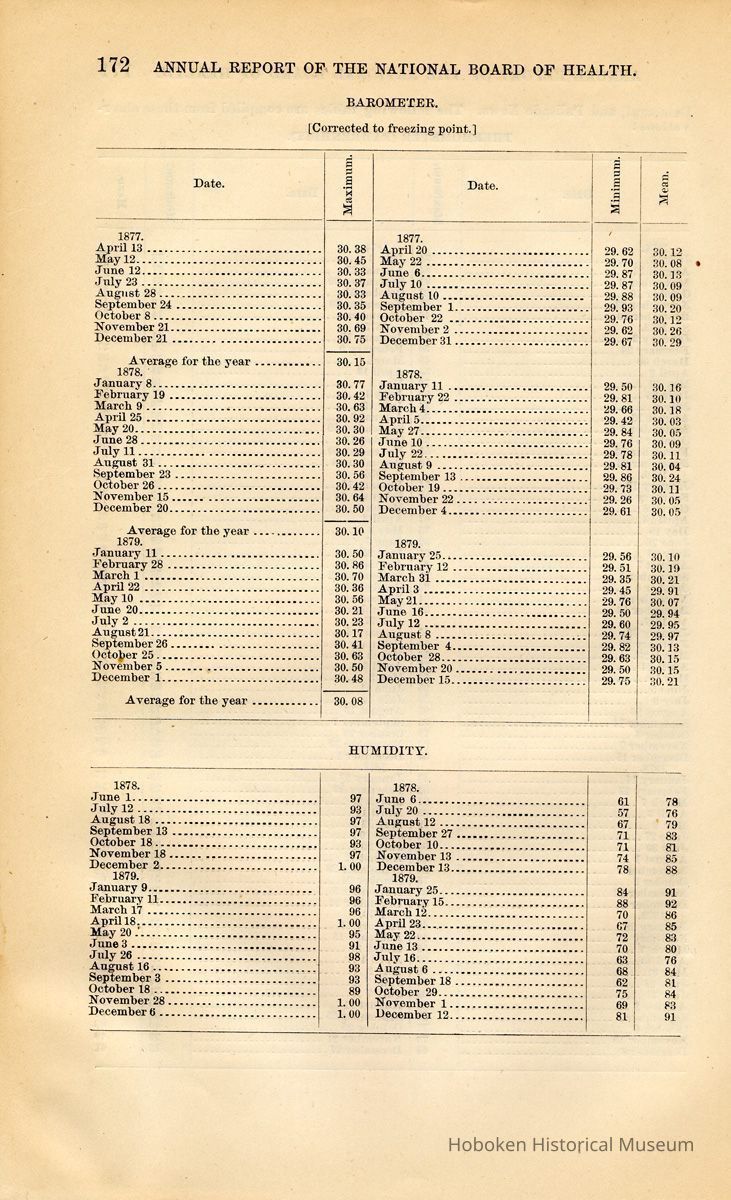 172 ANNUAL REPORT OF THE NATIONAL BOARD OF HEALTH.
BAROMETER.
[Corrected to freezing point.]
Date. Maximum. Date. Minimum. Mean.
1877. 1877.
April 13 30.38 April 20 29.62 30.12
May 12 30.45 May 22 29.70 30.08
June 12 30.33 June 6 29.87 30.13
July 23 30.37 July 10 29.87 30.09
August 28 30.33 August 10 29.88 30.09
September 24 30.35 September 1 29.93 30.20
October 8 30.40 October 22 29.76 30.12
November 21 30.69 November 2 29.62 30.26
December 21 30.75 December 31 29.67 30.29
Average for the year 30.15
1878. 1878.
January 8 30.77 January 11 29.50 30.16
February 19 30.42 February 22 29.81 30.10
March 9 30.63 March 4 29.66 30.18
April 25 30.92 April 5 29.42 30.03
May 20 30.30 May 27 29.84 30.05
June 28 30.26 June 10 29.76 30.09
July 11 30.29 July 22 29.78 30.11
August 31 30.30 August 9 29.81 30.04
September 23 30.56 September 13 29.86 30.24
October 26 30.42 October 19 29.73 30.11
November 15 30.64 November 22 29.26 30.05
December 20 30.50 December 4 29.61 30.05
Average for the year 30.10
1879. 1879.
January 11 30.50 January 25 29.56 30.10
February 28 30.86 February 12 29.51 30.19
March 1 30.70 March 31 29.35 30.21
April 22 30.36 April 3 29.45 29.91
May 10 30.56 May 21 29.76 30.07
June 20 30.21 June 16 29.50 29.94
July 2 30.23 July 12 29.60 29.95
August 21 30.17 August 8 29.74 29.97
September 26 30.41 September 4 29.82 30.13
October 25 30.63 October 28 29.63 30.15
November 5 30.50 November 20 29.50 30.15
December 1 30.48 December 15 29.75 30.21
Average for the year 30.08
HUMIDITY.
1878. 1878.
June 1 97 June 6 61 78
July 12 93 July 20 57 76
August 18 97 August 12 67 79
September 13 97 September 27 71 83
October 18 93 October 10 71 81
November 18 97 November 13 74 85
December 2 1.00 December 13 78 88
1879. 1879.
January 9 96 January 25 84 91
February 11 96 February 15 88 92
March 17 96 March 12 70 86
April 18 1.00 April 23 67 85
May 20 95 May 22 72 83
June 3 91 June 13 70 80
July 26 98 July 16 63 76
August 16 93 August 6 68 84
September 3 93 September 18 62 81
October 18 89 October 29 75 84
November 28 1.00 November 1 69 83
December 6 1.00 December 12 81 91
Hoboken Historical Museum